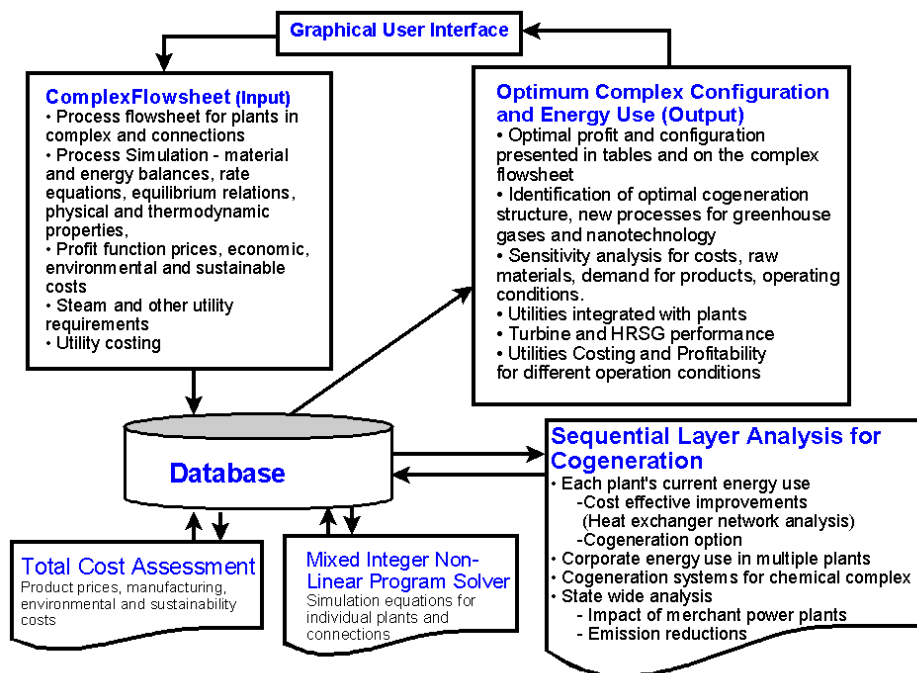 Graphical User Interface
ComplexFlowsheet (Input)
• Process flowsheet for plants in
complex and connections
• Process Simulation - material
and energy balances, rate
equations, equilibrium relations,
physical and thermodynamic
properties,
• Profit function prices, economic,
environmental and sustainable
costs
• Steam and other utility
requirements
• Utility costing
Optimum Complex Configuration
and Energy Use (Output)
• Optimal profit and configuration
presented in tables and on the complex
flowsheet
• Identification of optimal cogeneration
structure, new processes for greenhouse
gases and nanotechnology
• Sensitivity analysis for costs, raw
materials, demand for products, operating
conditions.
• Utilities integrated with plants
• Turbine and HRSG performance
• Utilities Costing and Profitability
for different operation conditions
Database
Sequential Layer Analysis for
Cogeneration
• Each plant's current energy use
-Cost effective improvements
(Heat exchanger network analysis)
-Cogeneration option
• Corporate energy use in multiple plants
• Cogeneration systems for chemical complex
• State wide analysis
- Impact of merchant power plants
- Emission reductions
Total Cost Assessment
Product prices, manufacturing,
environmental and sustainability
costs
Mixed Integer Non-
Linear Program Solver
Simulation equations for
individual plants and
connections